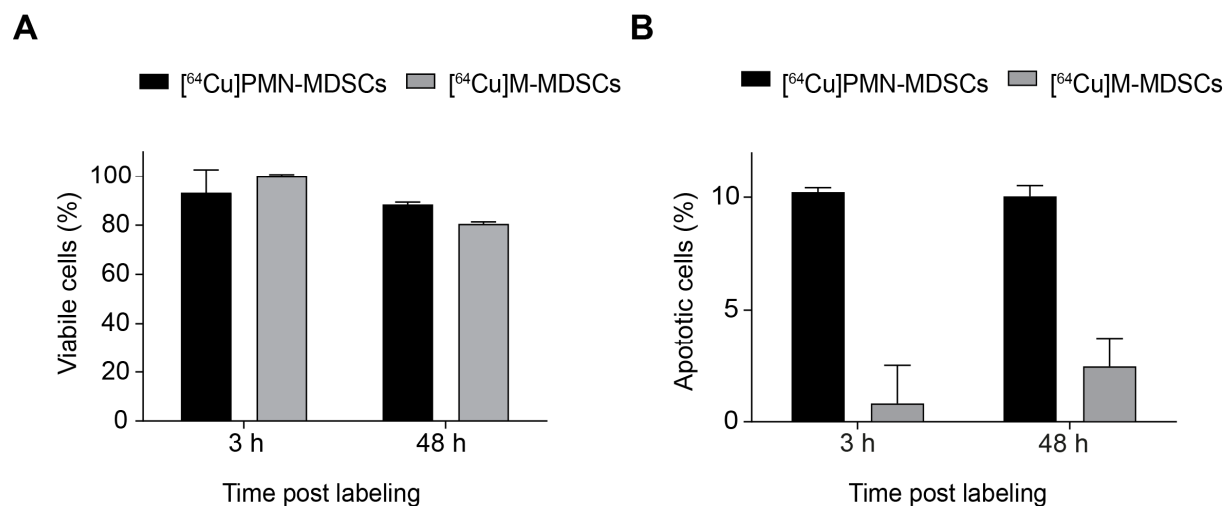 A
[⁶⁴Cu]PMN-MDSCs [⁶⁴Cu]M-MDSCs
Viabile cells (%)
100
80
60
40
20
0
3 h 48 h
Time post labeling
B
[⁶⁴Cu]PMN-MDSCs [⁶⁴Cu]M-MDSCs
Apototic cells (%)
10
5
0
3 h 48 h
Time post labeling